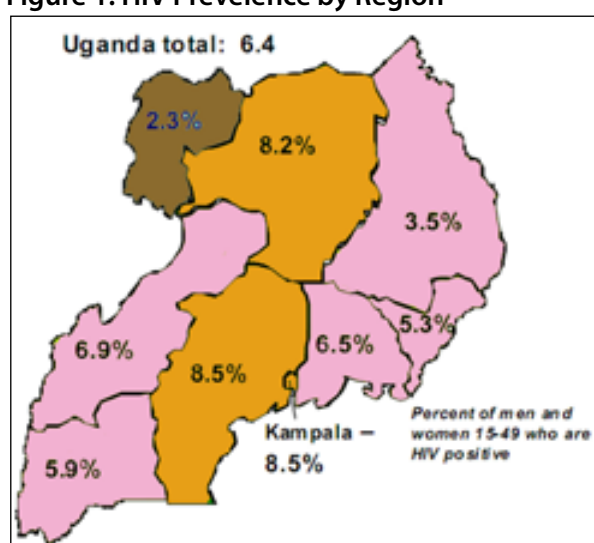 Figure 1: HIV Prevelence by Region
Uganda total: 6.4
2.3%
8.2%
3.5%
5.3%
6.5%
6.9%
8.5%
Kampala –
8.5%
5.9%
Percent of men and
women 15-49 who are
HIV positive